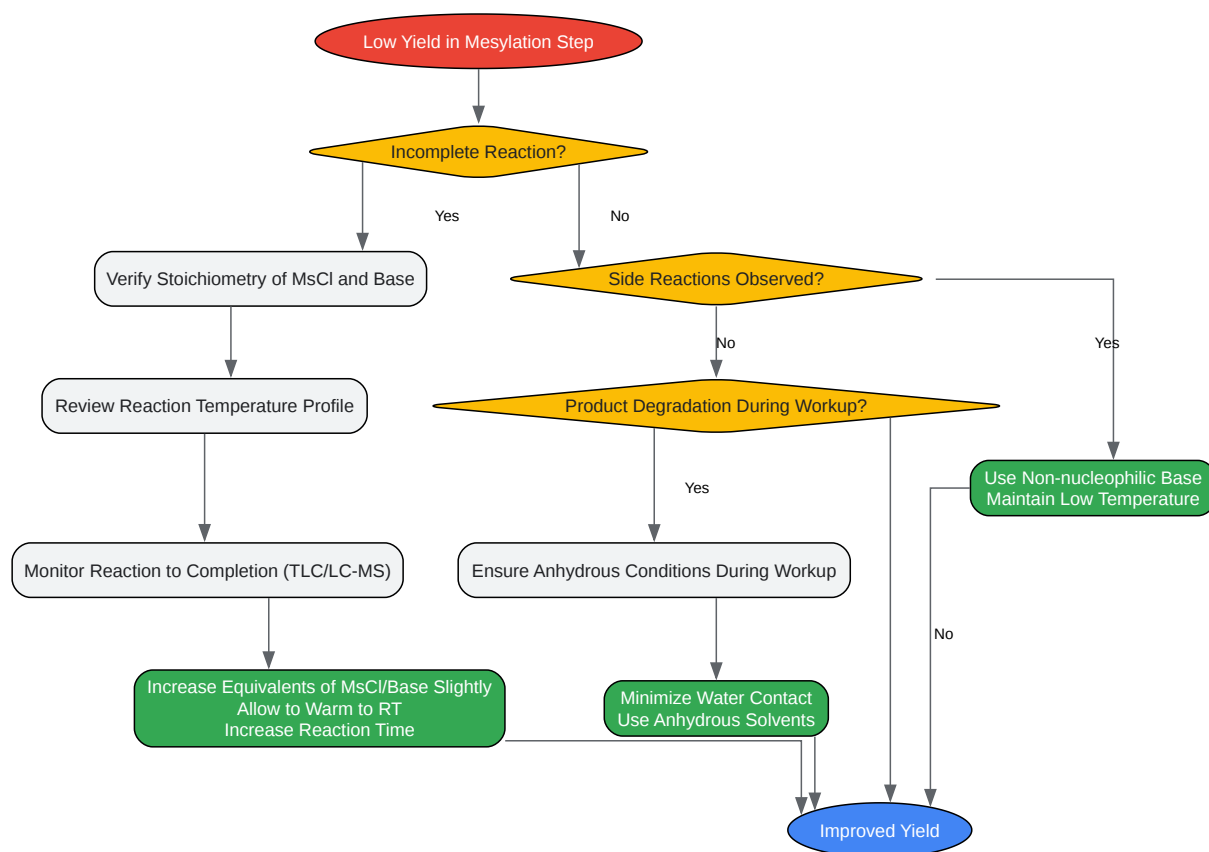 Low Yield in Mesylation Step
Incomplete Reaction?
Yes
No
Verify Stoichiometry of MsCl and Base
Side Reactions Observed?
No
Yes
Review Reaction Temperature Profile
Product Degradation During Workup?
Yes
Use Non-nucleophilic Base
Maintain Low Temperature
Monitor Reaction to Completion (TLC/LC-MS)
Ensure Anhydrous Conditions During Workup
No
Increase Equivalents of MsCl/Base Slightly
Allow to Warm to RT
Increase Reaction Time
Minimize Water Contact
Use Anhydrous Solvents
Improved Yield